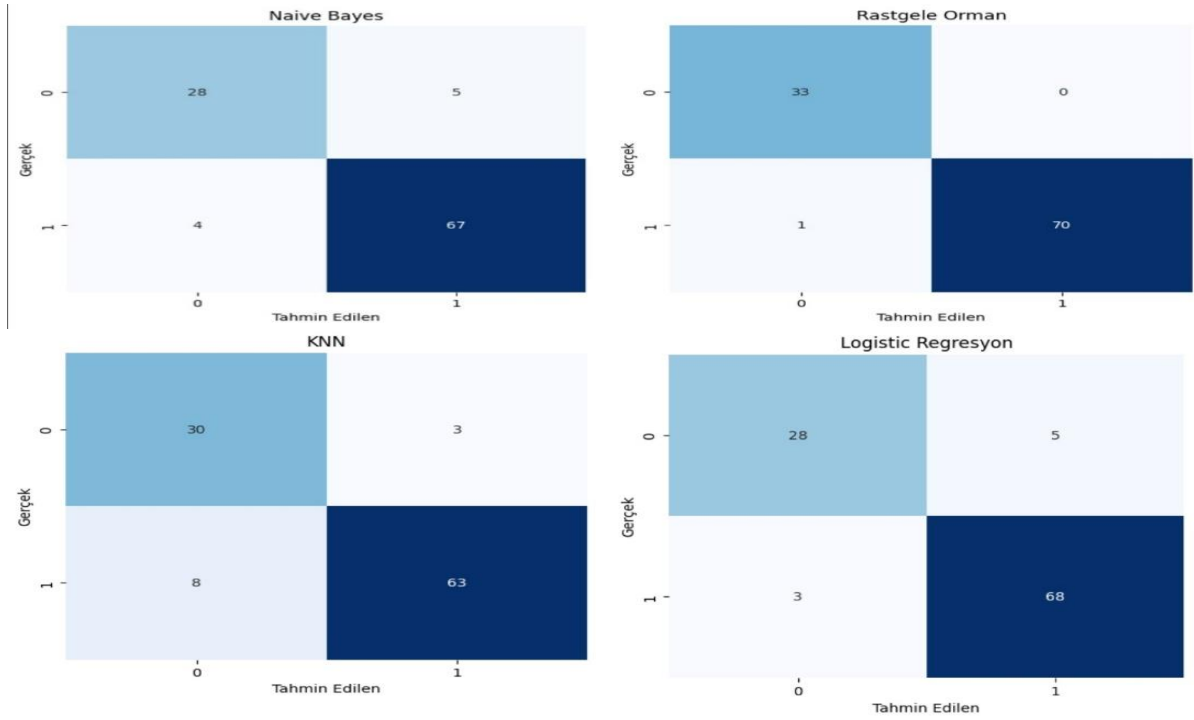 Naive Bayes
0
28
5
Gerçek
1
4
67
0
1
Tahmin Edilen
Rastgele Orman
0
33
0
Gerçek
1
1
70
0
1
Tahmin Edilen
KNN
0
30
3
Gerçek
1
8
63
0
1
Tahmin Edilen
Logistic Regresyon
0
28
5
Gerçek
1
3
68
0
1
Tahmin Edilen